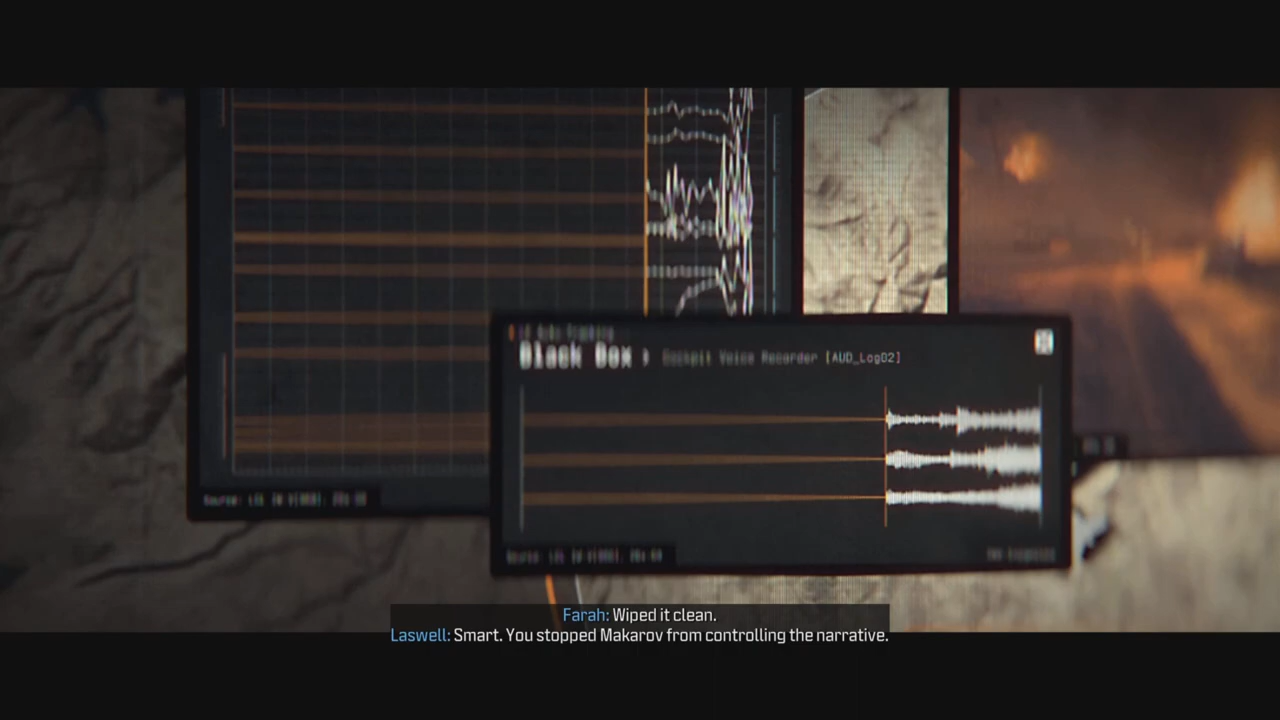 Black Box
Cockpit Voice Recorder [AUD_Log02]
Farah: Wiped it clean.
Laswell: Smart. You stopped Makarov from controlling the narrative.